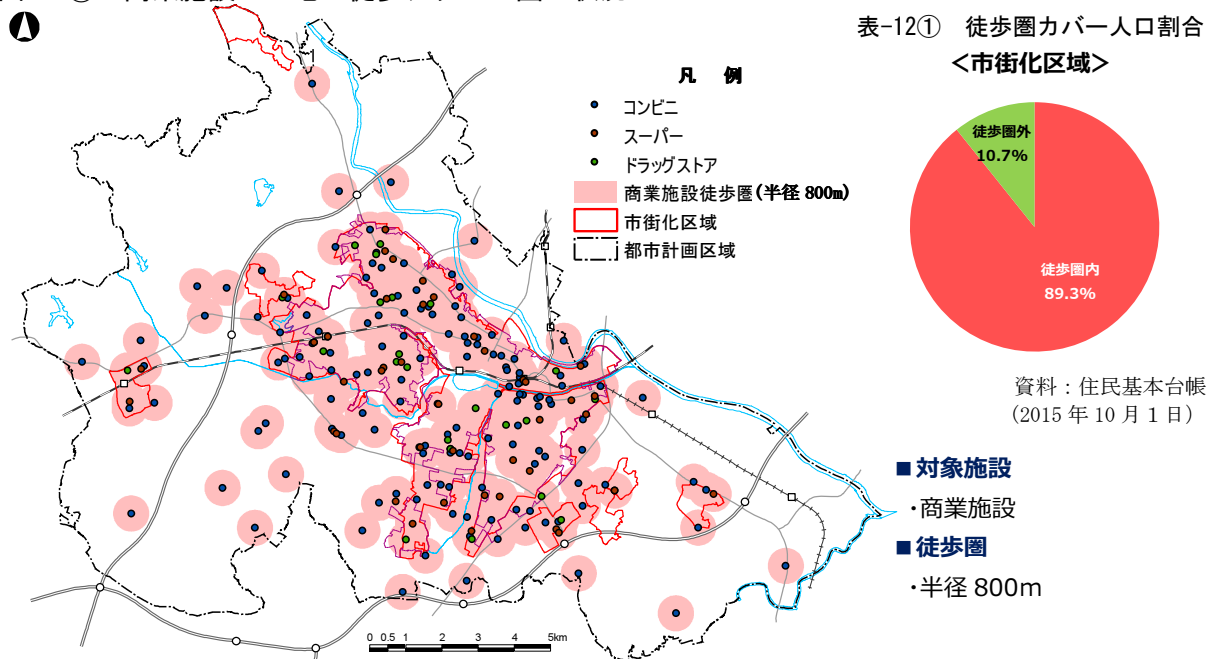 表-12① 徒歩圏カバー人口割合
<市街化区域>
凡 例
コンビニ
スーパー
ドラッグストア
商業施設徒歩圏(半径 800m)
市街化区域
都市計画区域
徒歩圏外
10.7%
徒歩圏内
89.3%
資料：住民基本台帳
(2015 年 10 月 1 日)
■対象施設
・商業施設
■徒歩圏
・半径 800m
0 0.5 1 2 3 4 5km